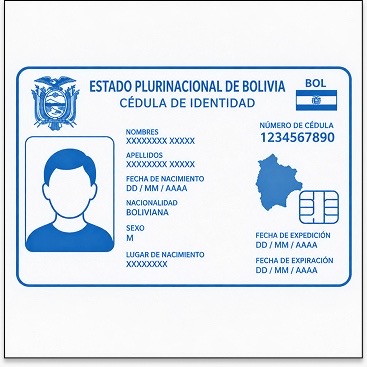 ESTADO PLURINACIONAL DE BOLIVIA
CÉDULA DE IDENTIDAD
BOL
NÚMERO DE CÉDULA
1234567890
NOMBRES
XXXXXXXX XXXXX
APELLIDOS
XXXXXXXX XXXXX
FECHA DE NACIMIENTO
DD / MM / AAAA
NACIONALIDAD
BOLIVIANA
SEXO
M
LUGAR DE NACIMIENTO
XXXXXXXX
FECHA DE EXPEDICIÓN
DD / MM / AAAA
FECHA DE EXPIRACIÓN
DD / MM / AAAA